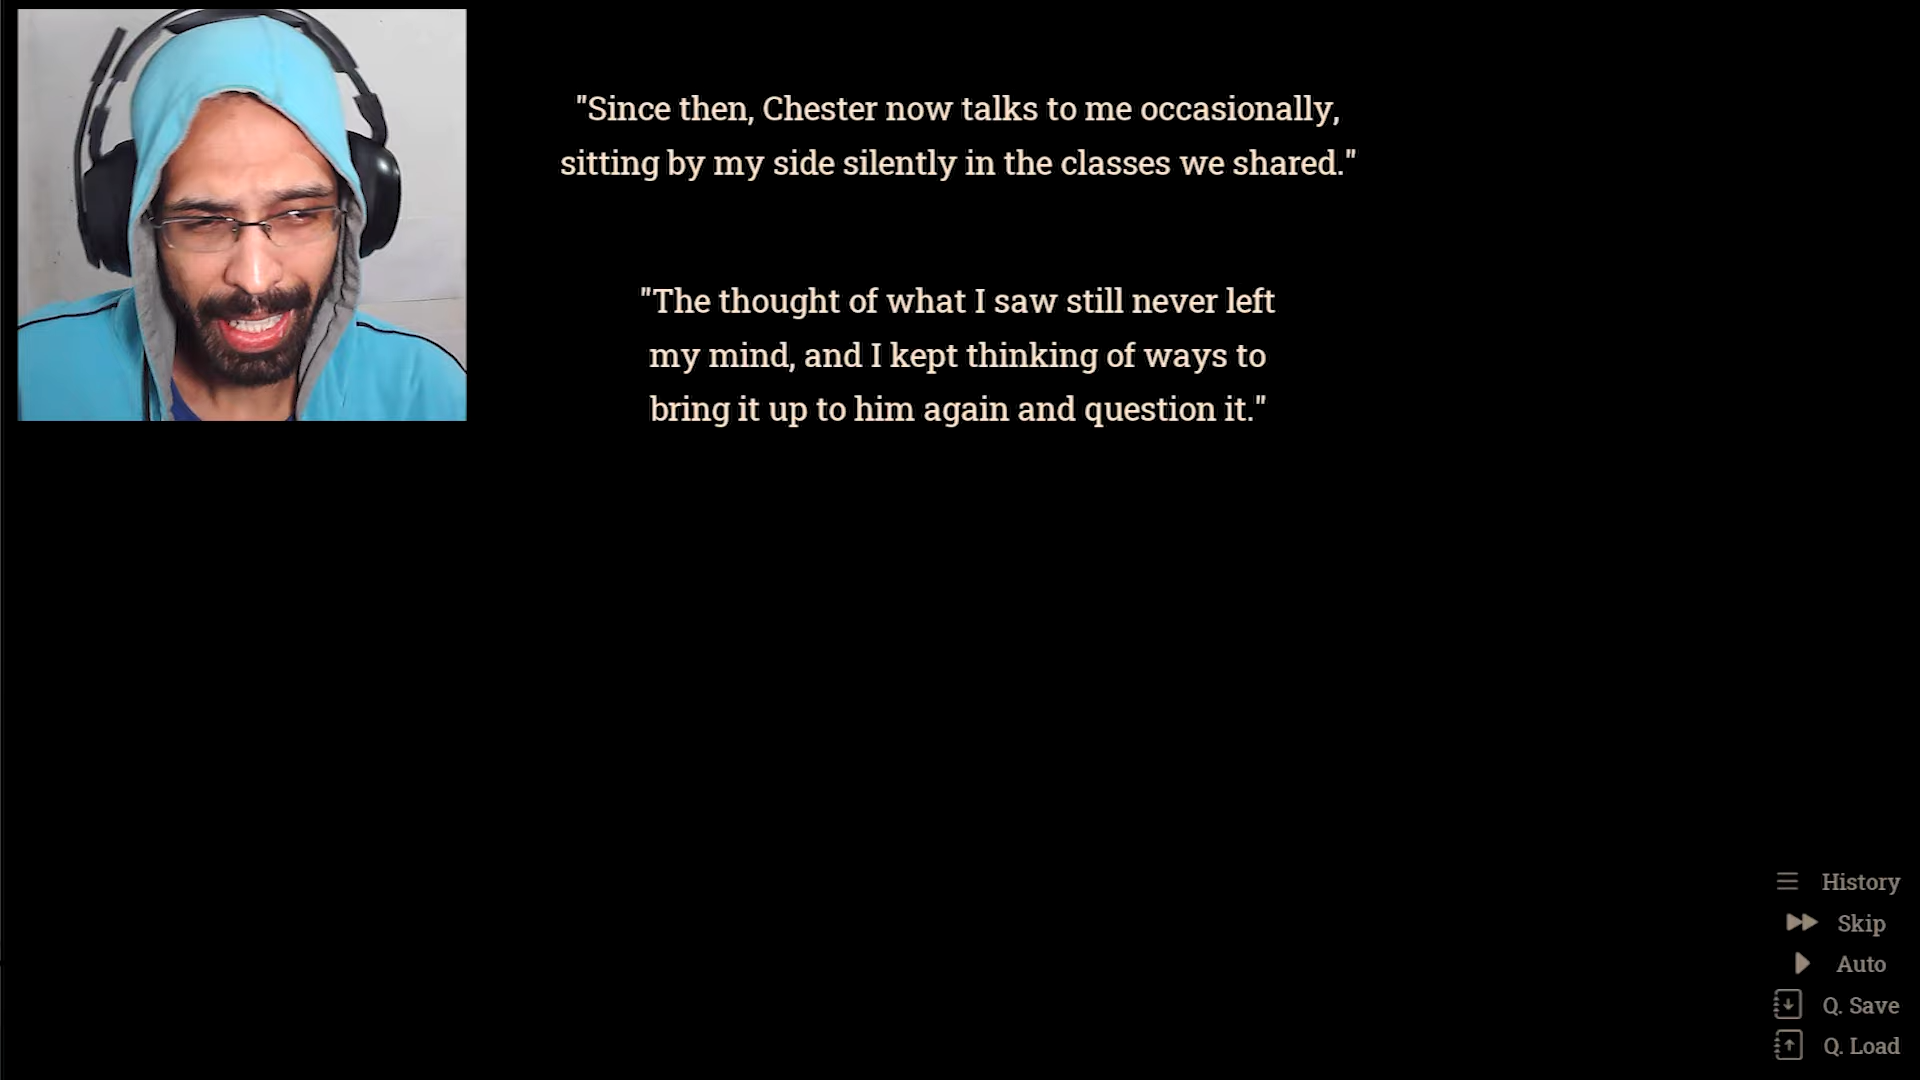 "Since then, Chester now talks to me occasionally,
sitting by my side silently in the classes we shared."
"The thought of what I saw still never left
my mind, and I kept thinking of ways to
bring it up to him again and question it."
History
Skip
Auto
Q. Save
Q. Load